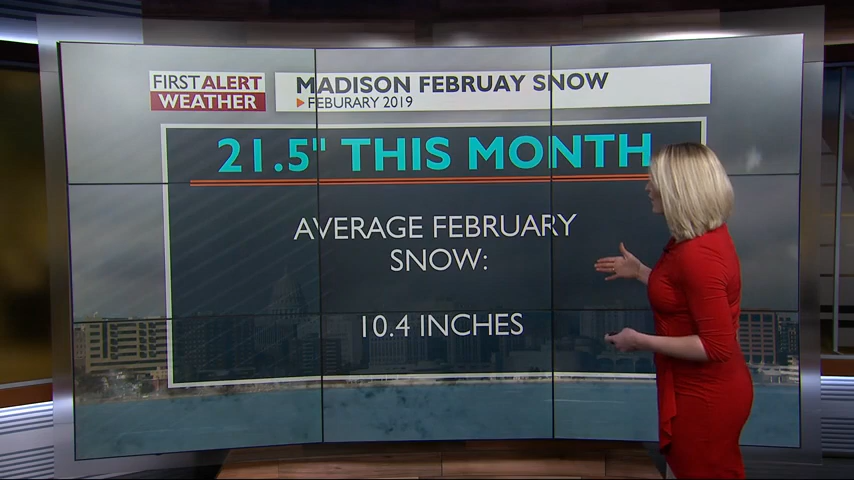 FIRST ALERT
WEATHER
MADISON FEBRUAY SNOW
FEBURARY 2019
21.5" THIS MONTH
AVERAGE FEBRUARY
SNOW:
10.4 INCHES